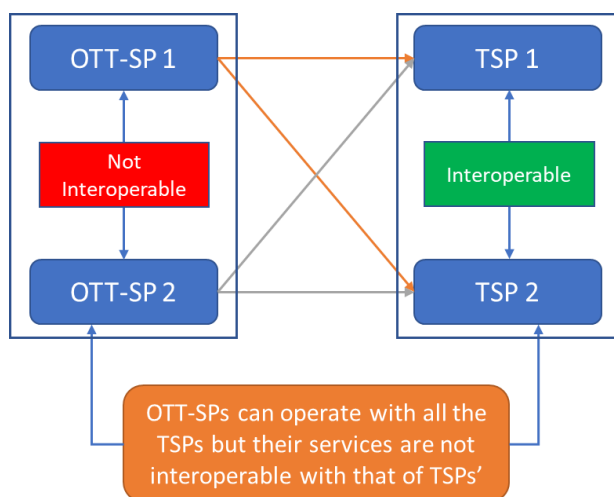 OTT-SP 1
TSP 1
Not
Interoperable
Interoperable
OTT-SP 2
TSP 2
OTT-SPs can operate with all the
TSPs but their services are not
interoperable with that of TSPs’